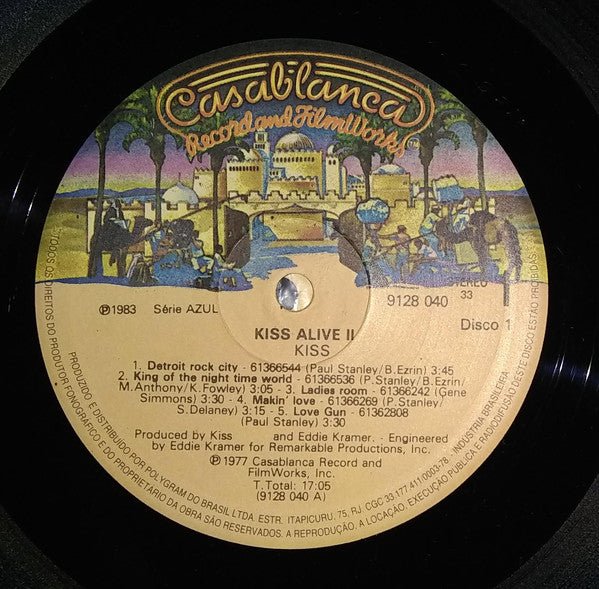 Casablanca
Record and FilmWorks
STEREO
33
1
9128 040
Disco 1
℗1983 Série AZUL
KISS ALIVE II
KISS
1. Detroit rock city - 61366544 (Paul Stanley/B.Ezrin) 3:45
2. King of the night time world - 61366536 (P.Stanley/B.Ezrin/
M.Anthony/K.Fowley) 3:05 - 3. Ladies room - 61366242 (Gene
Simmons) 3:30 - 4. Makin' love - 61366269 (P.Stanley/
S.Delaney) 3:15 - 5. Love Gun - 61362808
(Paul Stanley) 3:30
Produced by Kiss and Eddie Kramer. - Engineered
by Eddie Kramer for Remarkable Productions, Inc.
℗1977 Casablanca Record and
FilmWorks, Inc.
T.Total: 17:05
(9128 040 A)
PRODUZIDO E DISTRIBUÍDO POR POLYGRAM DO BRASIL LTDA. ESTR. ITAPICURU, 75, RJ. CGC 33.177.411/0003-78 - INDÚSTRIA BRASILEIRA
TODOS OS DIREITOS DO PRODUTOR FONOGRÁFICO E DO PROPRIETÁRIO DA OBRA SÃO RESERVADOS. A REPRODUÇÃO, A LOCAÇÃO, EXECUÇÃO PÚBLICA E RADIODIFUSÃO DESTE DISCO ESTÃO PROIBIDAS.